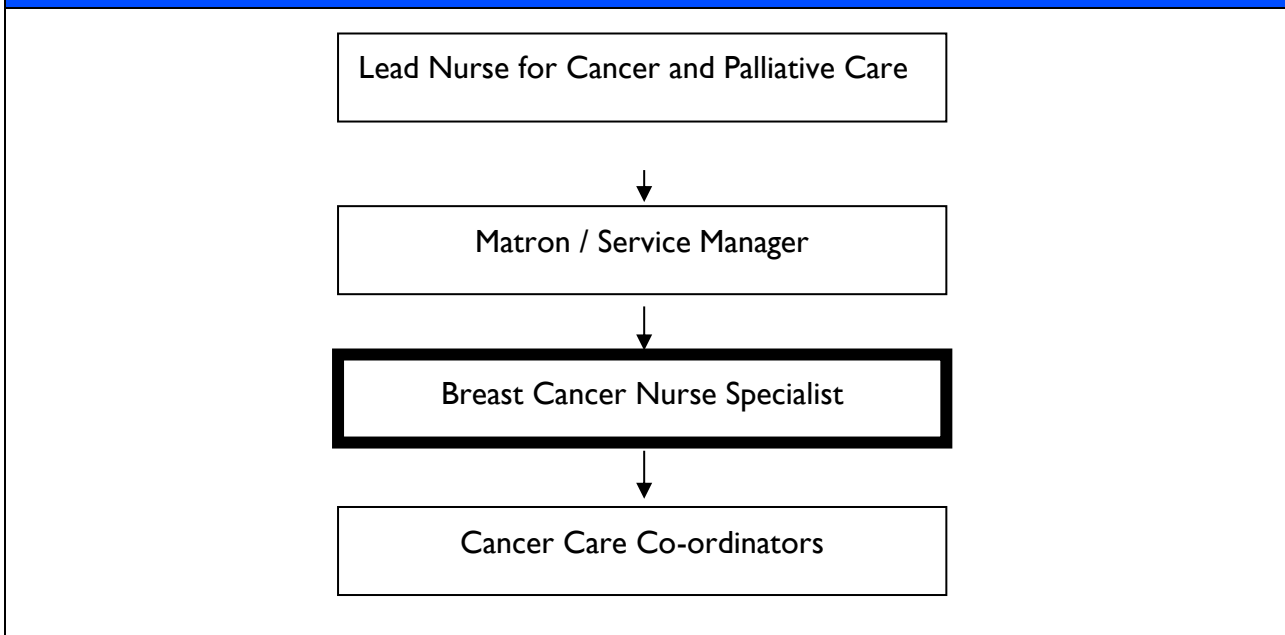 Lead Nurse for Cancer and Palliative Care
Matron / Service Manager
Breast Cancer Nurse Specialist
Cancer Care Co-ordinators